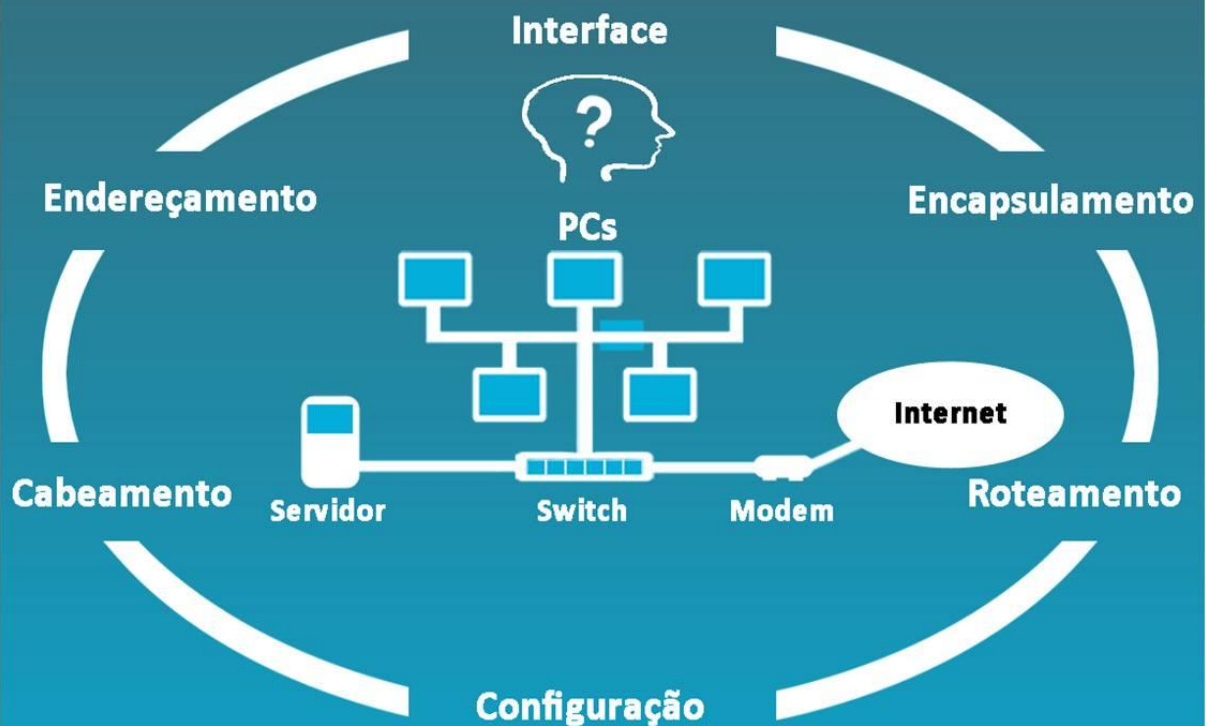 Interface
?
Endereçamento
Encapsulamento
PCs
Internet
Cabeamento
Servidor
Switch
Modem
Roteamento
Configuração